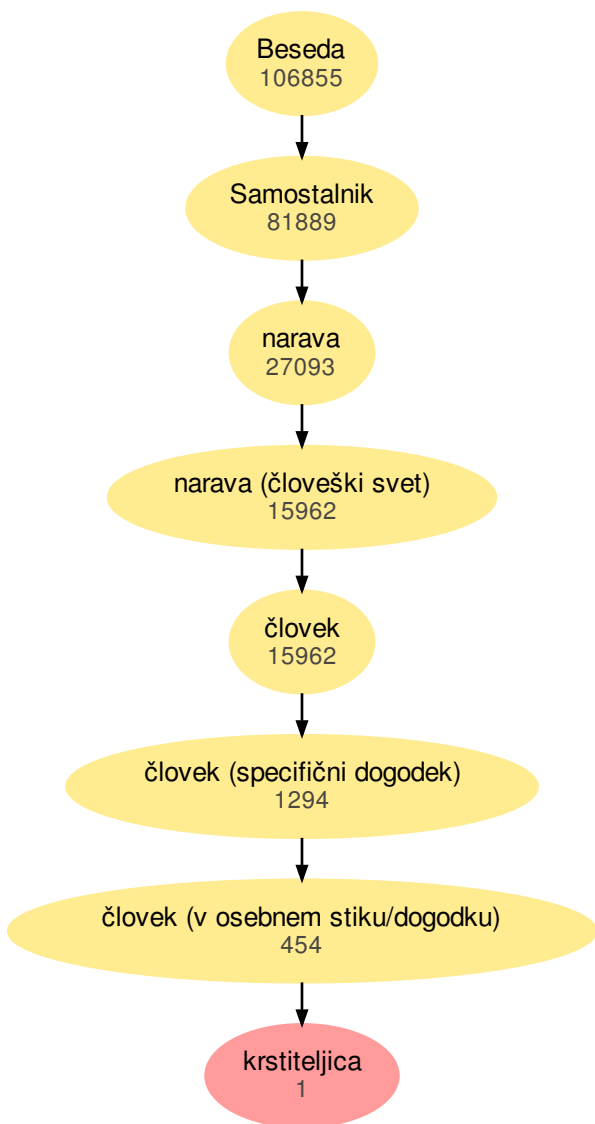 Beseda
106855
Samostalnik
81889
narava
27093
narava (človeški svet)
15962
človek
15962
človek (specifični dogodek)
1294
človek (v osebnem stiku/dogodku)
454
krstiteljica
1